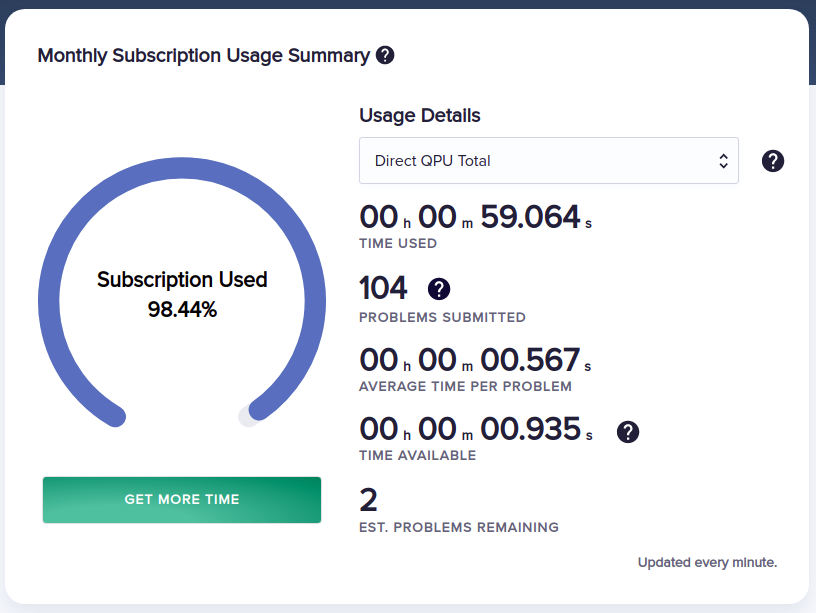 Monthly Subscription Usage Summary ?
Usage Details
Direct QPU Total
?
00 h 00 m 59.064 s
TIME USED
Subscription Used
98.44%
104 ?
PROBLEMS SUBMITTED
00 h 00 m 00.567 s
AVERAGE TIME PER PROBLEM
00 h 00 m 00.935 s ?
TIME AVAILABLE
GET MORE TIME
2
EST. PROBLEMS REMAINING
Updated every minute.